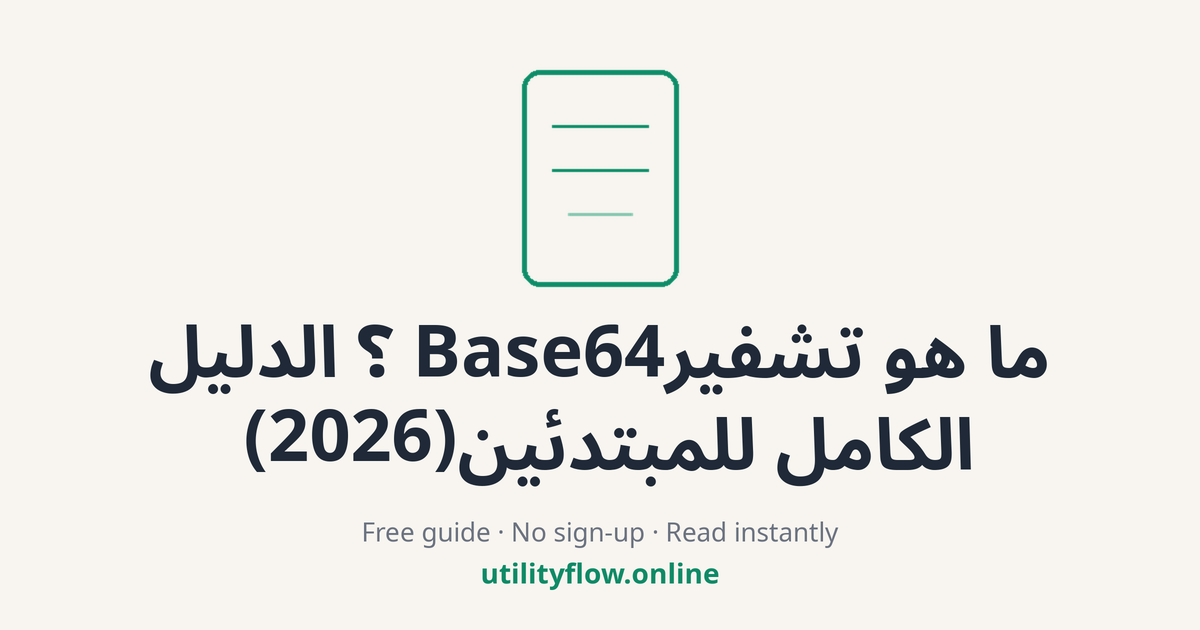 ما هو تشفيرBase64 ؟ الدليل
الكامل للمبتدئين(2026)
Free guide · No sign-up · Read instantly
utilityflow.online